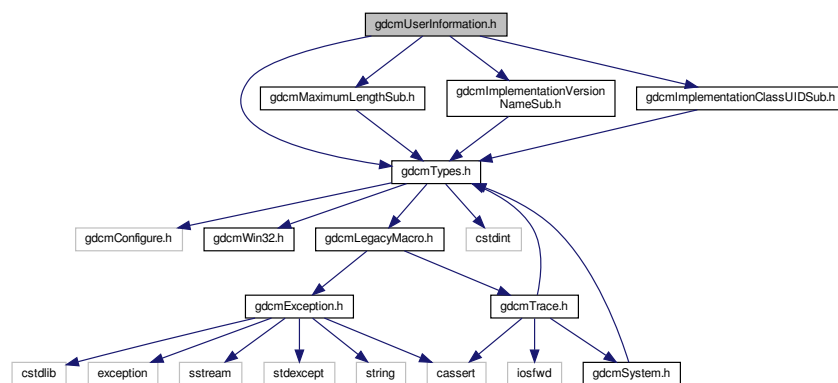 gdcmUserInformation.h
gdcmMaximumLengthSub.h
gdcmImplementationVersion
NameSub.h
gdcmImplementationClassUIDSub.h
gdcmTypes.h
gdcmConfigure.h
gdcmWin32.h
gdcmLegacyMacro.h
cstdint
gdcmException.h
gdcmTrace.h
cstdlib
exception
sstream
stdexcept
string
cassert
iosfwd
gdcmSystem.h